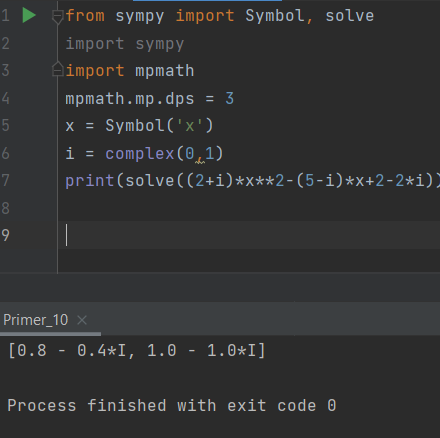 1 from sympy import Symbol, solve
2 import sympy
3 import mpmath
4 mpmath.mp.dps = 3
5 x = Symbol('x')
6 i = complex(0,1)
7 print(solve((2+i)*x**2-(5-i)*x+2-2*i))
8
9
Primer_10 ×
[0.8 - 0.4*I, 1.0 - 1.0*I]
Process finished with exit code 0